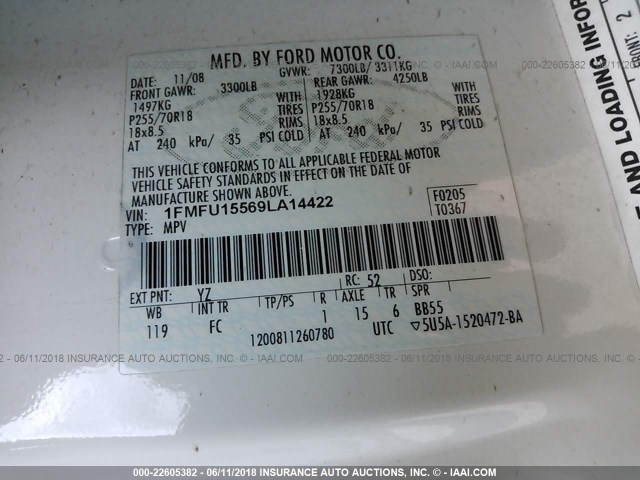 MFD. BY FORD MOTOR CO.
DATE: 11/08 GVWR: 7300LB/ 3311KG
FRONT GAWR: 3300LB REAR GAWR: 4250LB
1497KG WITH 1928KG WITH
P255/70R18 TIRES P255/70R18 TIRES
18x8.5 RIMS 18x8.5 RIMS
AT 240 kPa/ 35 PSI COLD AT 240 kPa/ 35 PSI COLD
THIS VEHICLE CONFORMS TO ALL APPLICABLE FEDERAL MOTOR
VEHICLE SAFETY STANDARDS IN EFFECT ON THE DATE OF
MANUFACTURE SHOWN ABOVE.
VIN: 1FMFU15569LA14422 F0205
TYPE: MPV T0367
EXT PNT: YZ RC: 52 DSO:
WB INT TR TP/PS R AXLE TR SPR
119 FC 1 15 6 BB55
1200811260780 UTC ▽5U5A-1520472-BA
E AND LOADING INFOR
2
000-22605382 - 06/11/2018 INSURANCE AUTO AUCTIONS, INC. - © - IAAI.COM